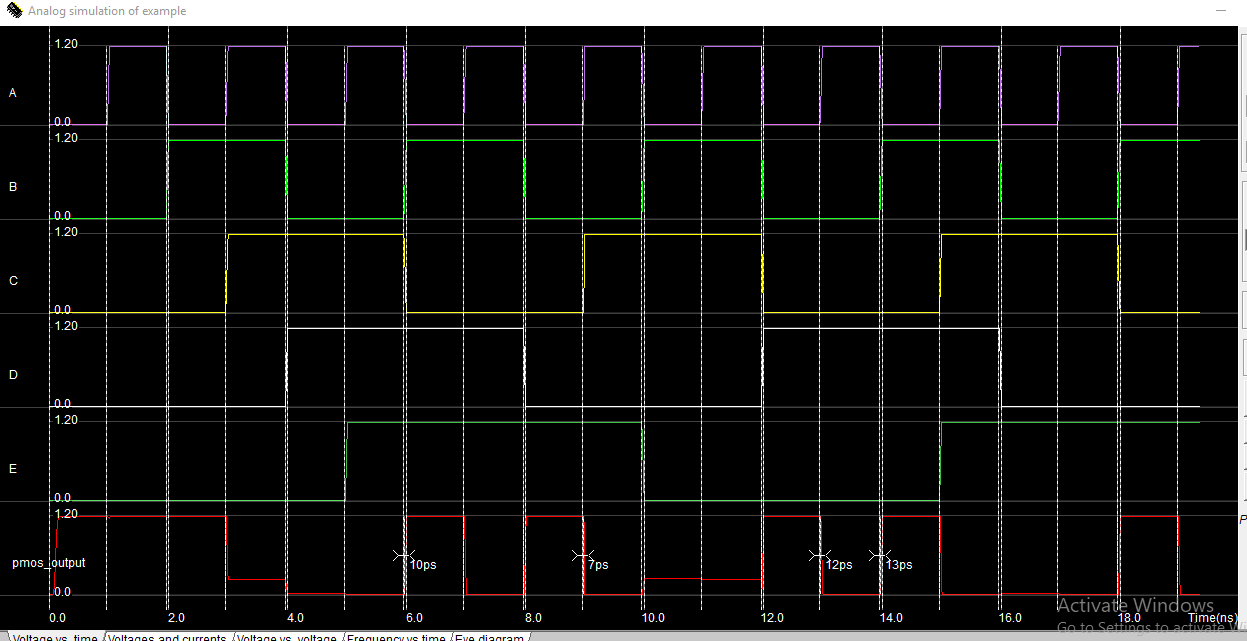 Analog simulation of example
1.20
A
0.0
1.20
B
0.0
1.20
C
0.0
1.20
D
0.0
1.20
E
0.0
1.20
pmos_output
10ps 7ps 12ps 13ps
0.0
0.0 2.0 4.0 6.0 8.0 10.0 12.0 14.0 16.0 18.0 Time(ns)
Activate Windows
Go to Settings to activate W
Voltage vs. time Voltages and currents Voltage vs. voltage Frequency vs time Eye diagram
P